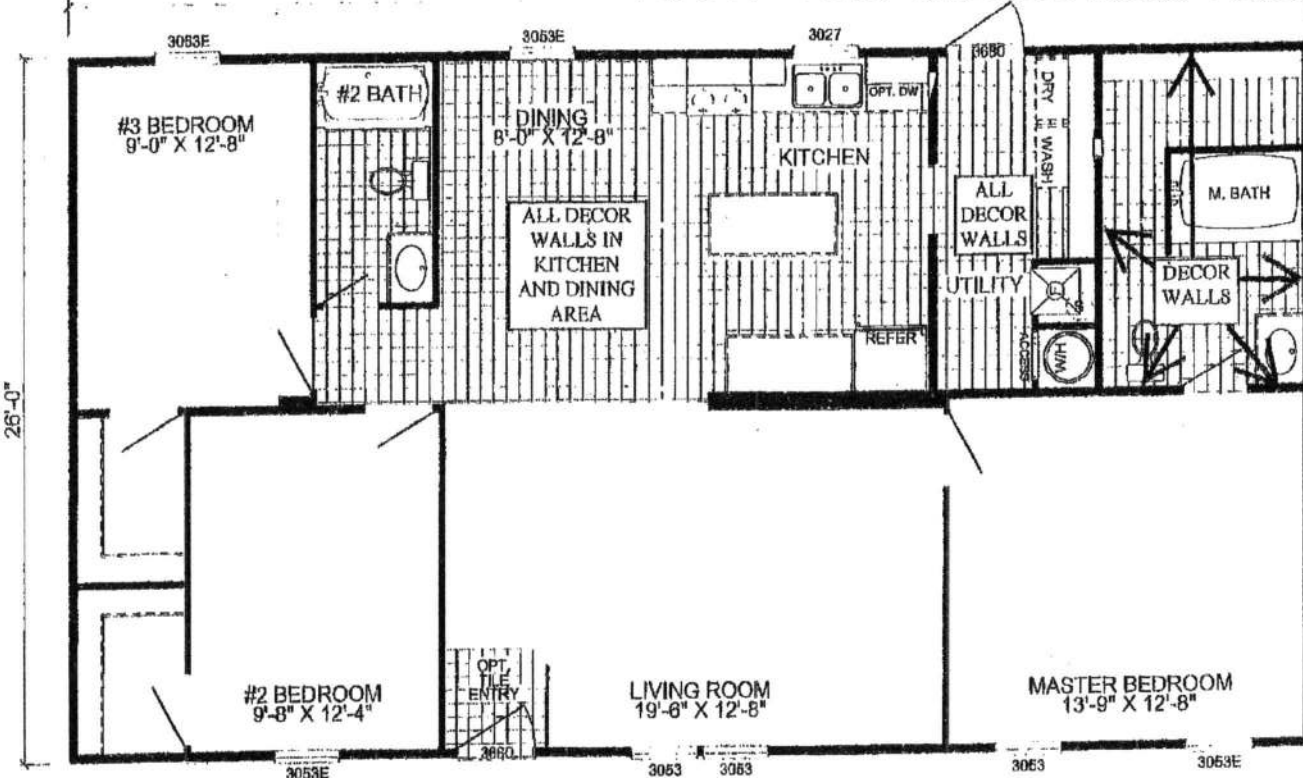 3053E
3053E
3027
3680
#2 BATH
OPT. DW
DRY
WASH
#3 BEDROOM
9'-0" X 12'-8"
DINING
8'-0" X 12'-8"
KITCHEN
M. BATH
ALL DECOR
WALLS IN
KITCHEN
AND DINING
AREA
ALL
DECOR
WALLS
DECOR
WALLS
UTILITY
REFER
ACCESS
H/W
26'-0"
OPT.
TILE
ENTRY
#2 BEDROOM
9'-8" X 12'-4"
LIVING ROOM
19'-6" X 12'-8"
MASTER BEDROOM
13'-9" X 12'-8"
3680
3053E
3053
3053
3053
3053E